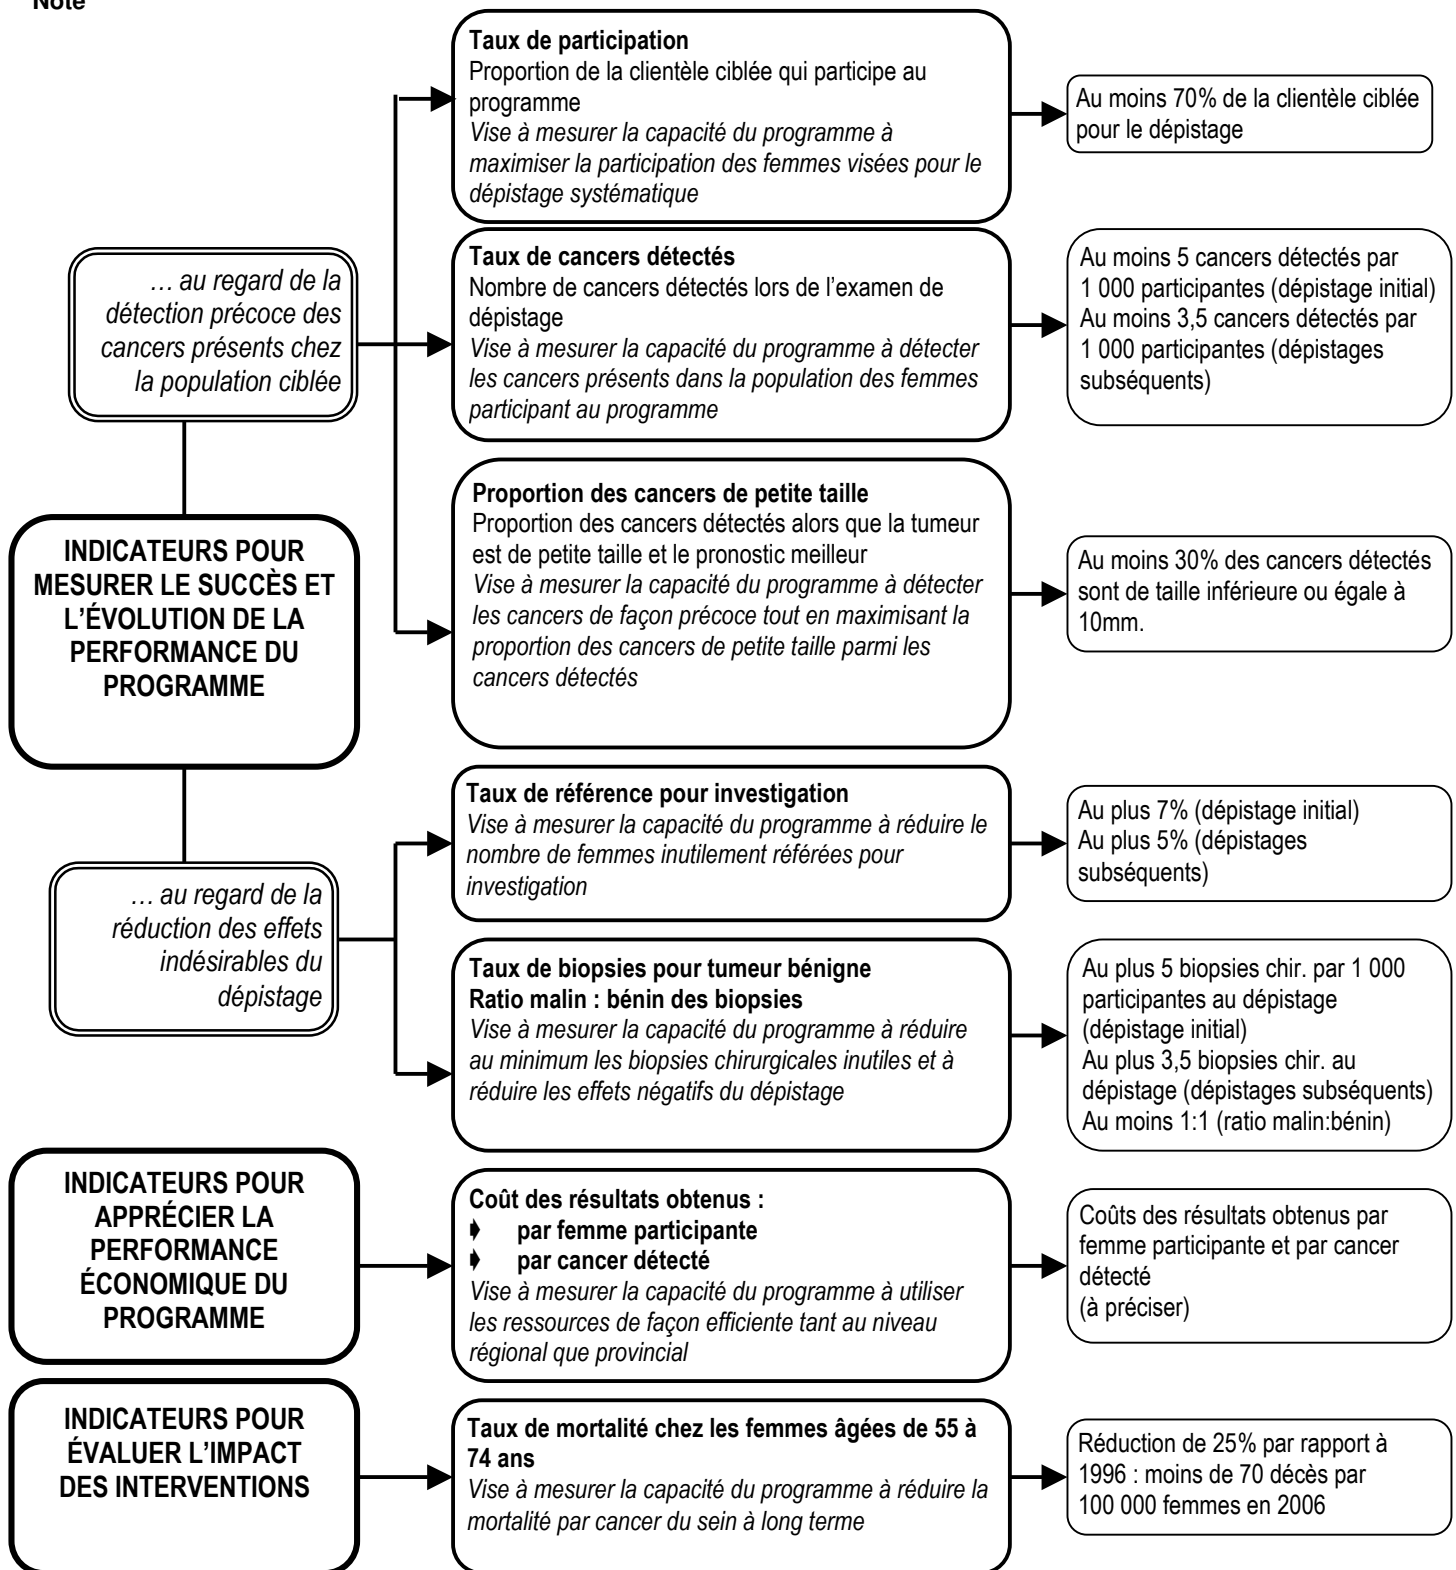 Note
Taux de participation
Proportion de la clientèle ciblée qui participe au
programme
Vise à mesurer la capacité du programme à
maximiser la participation des femmes visées pour le
dépistage systématique
Au moins 70% de la clientèle ciblée
pour le dépistage
… au regard de la
détection précoce des
cancers présents chez
la population ciblée
Taux de cancers détectés
Nombre de cancers détectés lors de l’examen de
dépistage
Vise à mesurer la capacité du programme à détecter
les cancers présents dans la population des femmes
participant au programme
Au moins 5 cancers détectés par
1 000 participantes (dépistage initial)
Au moins 3,5 cancers détectés par
1 000 participantes (dépistages
subséquents)
Proportion des cancers de petite taille
Proportion des cancers détectés alors que la tumeur
est de petite taille et le pronostic meilleur
Vise à mesurer la capacité du programme à détecter
les cancers de façon précoce tout en maximisant la
proportion des cancers de petite taille parmi les
cancers détectés
Au moins 30% des cancers détectés
sont de taille inférieure ou égale à
10mm.
INDICATEURS POUR
MESURER LE SUCCÈS ET
L’ÉVOLUTION DE LA
PERFORMANCE DU
PROGRAMME
Taux de référence pour investigation
Vise à mesurer la capacité du programme à réduire le
nombre de femmes inutilement référées pour
investigation
Au plus 7% (dépistage initial)
Au plus 5% (dépistages
subséquents)
… au regard de la
réduction des effets
indésirables du
dépistage
Taux de biopsies pour tumeur bénigne
Ratio malin : bénin des biopsies
Vise à mesurer la capacité du programme à réduire
au minimum les biopsies chirurgicales inutiles et à
réduire les effets négatifs du dépistage
Au plus 5 biopsies chir. par 1 000
participantes au dépistage
(dépistage initial)
Au plus 3,5 biopsies chir. au
dépistage (dépistages subséquents)
Au moins 1:1 (ratio malin:bénin)
INDICATEURS POUR
APPRÉCIER LA
PERFORMANCE
ÉCONOMIQUE DU
PROGRAMME
Coût des résultats obtenus :
par femme participante
par cancer détecté
Vise à mesurer la capacité du programme à utiliser
les ressources de façon efficiente tant au niveau
régional que provincial
Coûts des résultats obtenus par
femme participante et par cancer
détecté
(à préciser)
INDICATEURS POUR
ÉVALUER L’IMPACT
DES INTERVENTIONS
Taux de mortalité chez les femmes âgées de 55 à
74 ans
Vise à mesurer la capacité du programme à réduire la
mortalité par cancer du sein à long terme
Réduction de 25% par rapport à
1996 : moins de 70 décès par
100 000 femmes en 2006